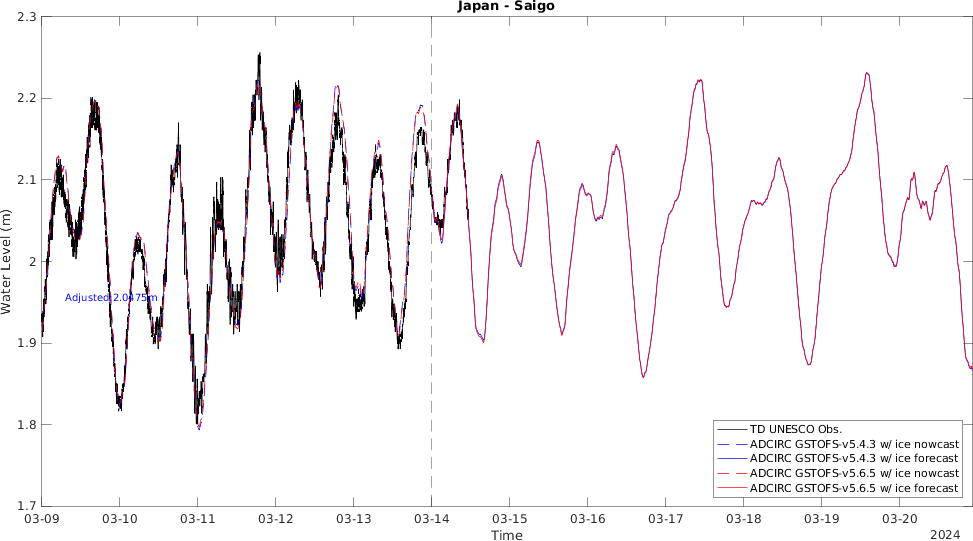 Japan - Saigo
2.3
2.2
2.1
2
1.9
1.8
1.7
Water Level (m)
Adjusted:2.0475m
TD UNESCO Obs.
ADCIRC GSTOFS-v5.4.3 w/ ice nowcast
ADCIRC GSTOFS-v5.4.3 w/ ice forecast
ADCIRC GSTOFS-v5.6.5 w/ ice nowcast
ADCIRC GSTOFS-v5.6.5 w/ ice forecast
03-09 03-10 03-11 03-12 03-13 03-14 03-15 03-16 03-17 03-18 03-19 03-20
Time
2024